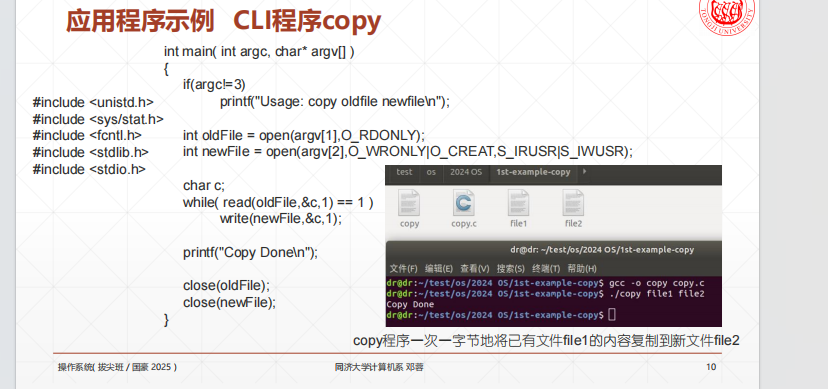 应用程序示例 CLI程序copy
TONGJI UNIVERSITY
#include <unistd.h>
#include <sys/stat.h>
#include <fcntl.h>
#include <stdlib.h>
#include <stdio.h>
int main( int argc, char* argv[] )
{
if(argc!=3)
printf("Usage: copy oldfile newfile\n");
int oldFile = open(argv[1],O_RDONLY);
int newFile = open(argv[2],O_WRONLY|O_CREAT,S_IRUSR|S_IWUSR);
char c;
while( read(oldFile,&c,1) == 1 )
write(newFile,&c,1);
printf("Copy Done\n");
close(oldFile);
close(newFile);
}
test os 2024 OS 1st-example-copy
C
copy copy.c file1 file2
dr@dr: ~/test/os/2024 OS/1st-example-copy
文件(F) 编辑(E) 查看(V) 搜索(S) 终端(T) 帮助(H)
dr@dr:~/test/os/2024 OS/1st-example-copy$ gcc -o copy copy.c
dr@dr:~/test/os/2024 OS/1st-example-copy$ ./copy file1 file2
Copy Done
dr@dr:~/test/os/2024 OS/1st-example-copy$
copy程序一次一字节地将已有文件file1的内容复制到新文件file2
操作系统( 拔尖班 / 国豪 2025 )
同济大学计算机系 邓蓉
10